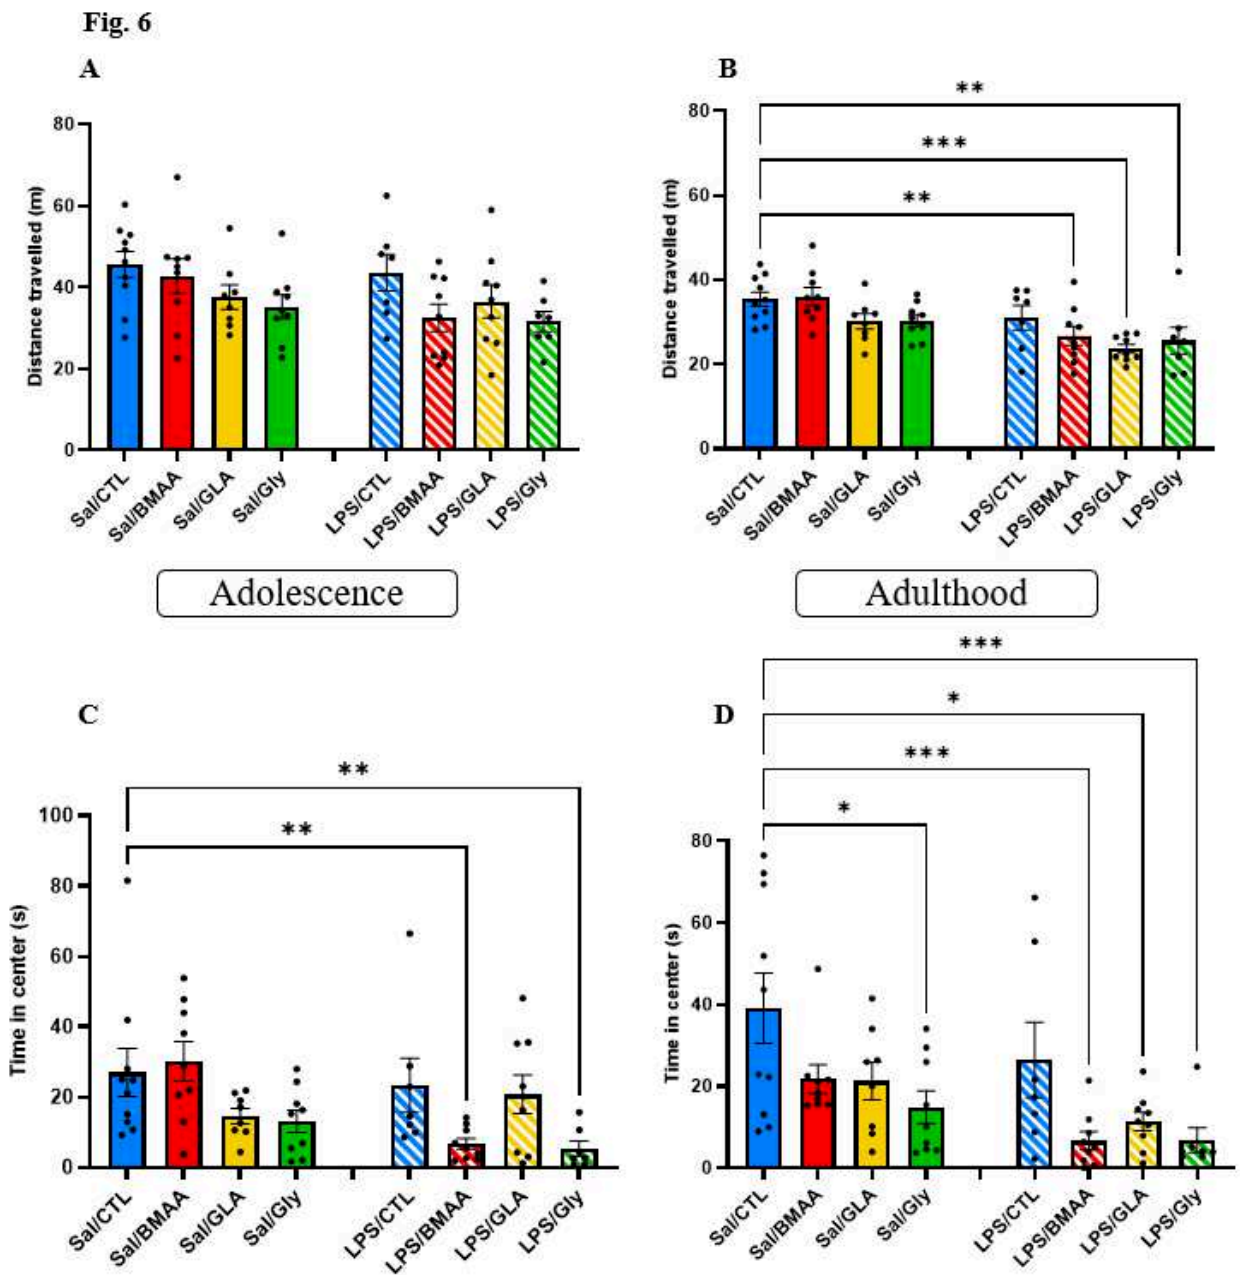 Fig. 6
A
80
60
40
20
0
Distance travelled (m)
Sal/CTL
Sal/BMAA
Sal/GLA
Sal/Gly
LPS/CTL
LPS/BMAA
LPS/GLA
LPS/Gly
B
**
***
**
80
60
40
20
0
Distance travelled (m)
Sal/CTL
Sal/BMAA
Sal/GLA
Sal/Gly
LPS/CTL
LPS/BMAA
LPS/GLA
LPS/Gly
Adolescence
Adulthood
C
**
**
100
80
60
40
20
0
Time in center (s)
Sal/CTL
Sal/BMAA
Sal/GLA
Sal/Gly
LPS/CTL
LPS/BMAA
LPS/GLA
LPS/Gly
D
***
*
***
*
80
60
40
20
0
Time in center (s)
Sal/CTL
Sal/BMAA
Sal/GLA
Sal/Gly
LPS/CTL
LPS/BMAA
LPS/GLA
LPS/Gly